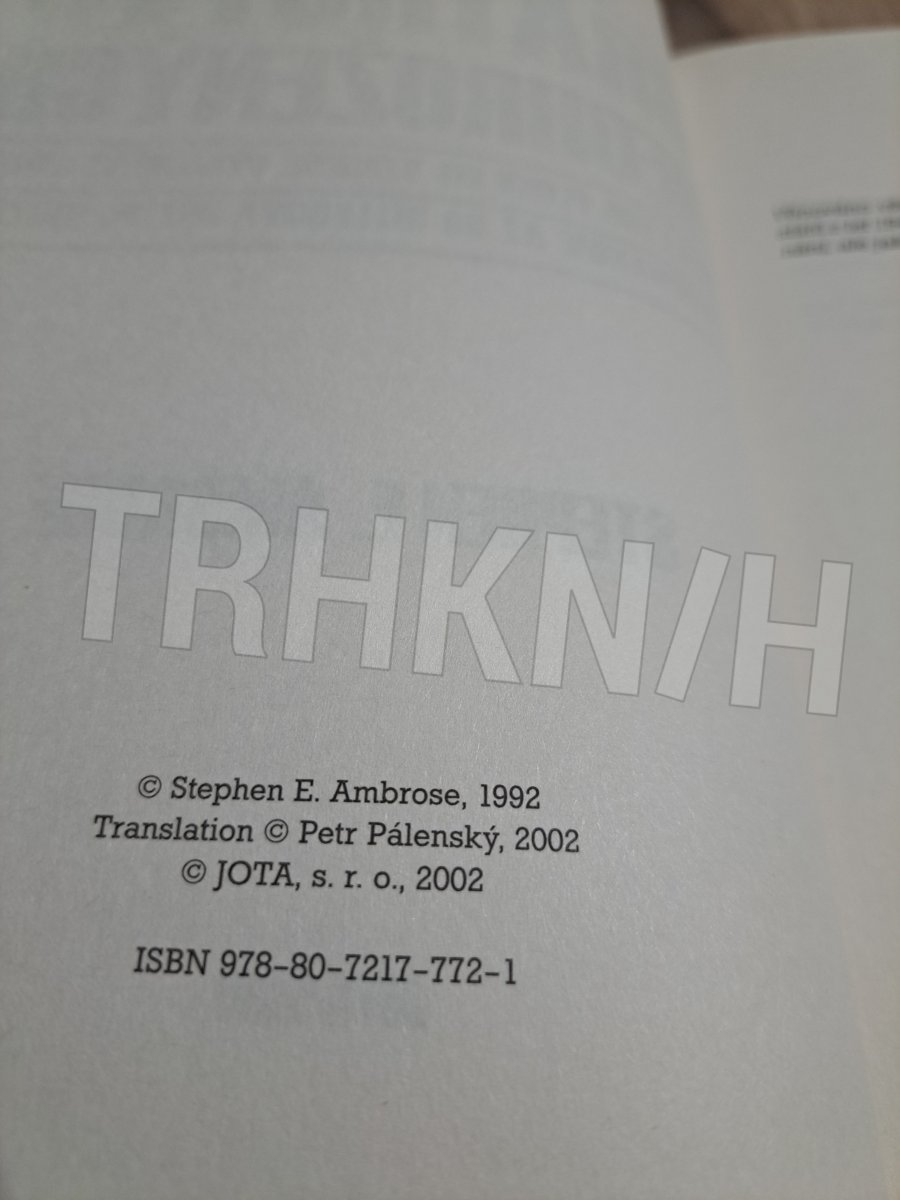 TRHKN/H
© Stephen E. Ambrose, 1992
Translation © Petr Pálenský, 2002
© JOTA, s. r. o., 2002
ISBN 978-80-7217-772-1